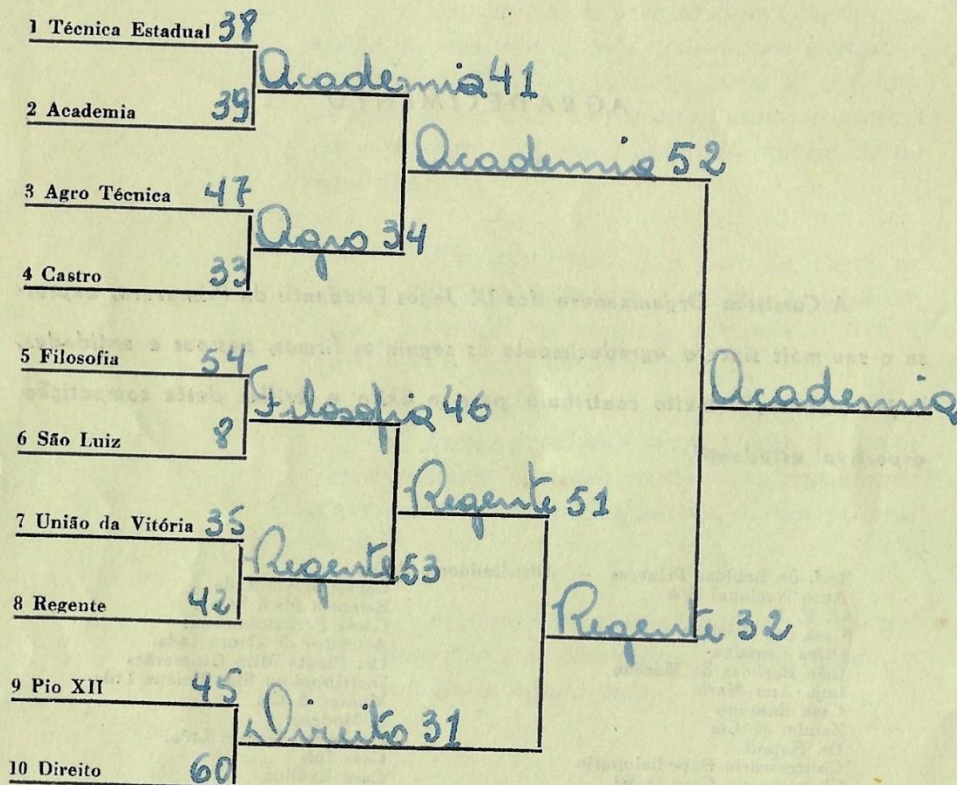 1 Técnica Estadual 38
Academia 41
2 Academia 39
Academia 52
3 Agro Técnica 47
Agro 34
4 Castro 33
5 Filosofia 54
Academia
Filosofia 46
6 São Luiz 8
Regente 51
7 União da Vitória 35
Regente 53
8 Regente 42
Regente 32
9 Pio XII 45
Direito 31
10 Direito 60